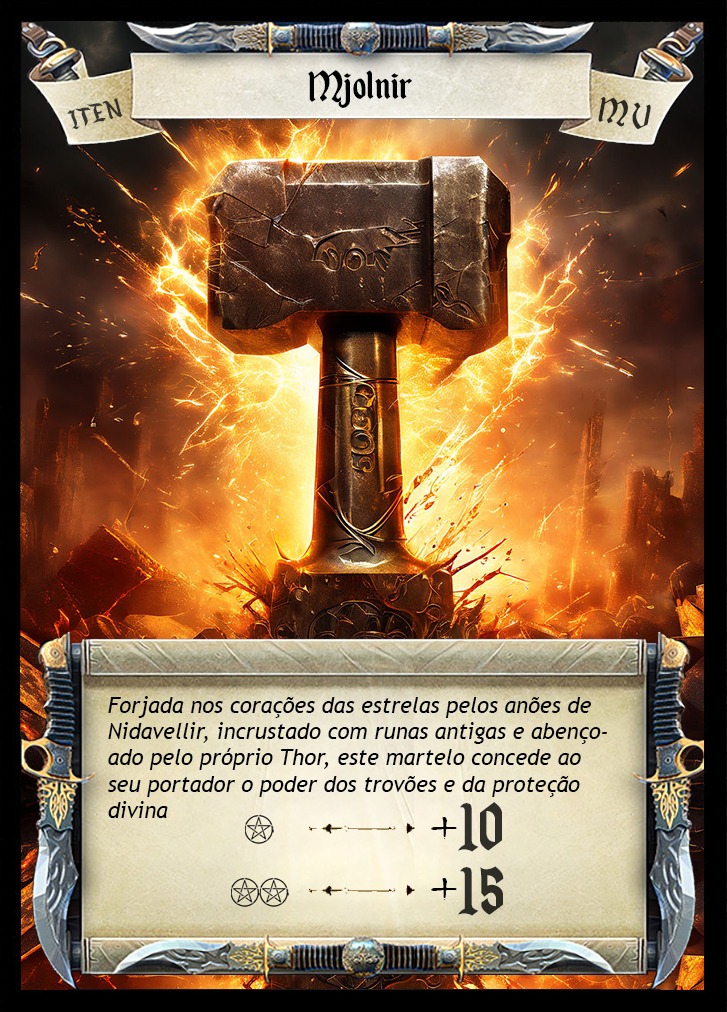 Mjolnir
ITEN
MU
Forjada nos corações das estrelas pelos anões de
Nidavellir, incrustado com runas antigas e abenço-
ado pelo próprio Thor, este martelo concede ao
seu portador o poder dos trovões e da proteção
divina
+10
+15